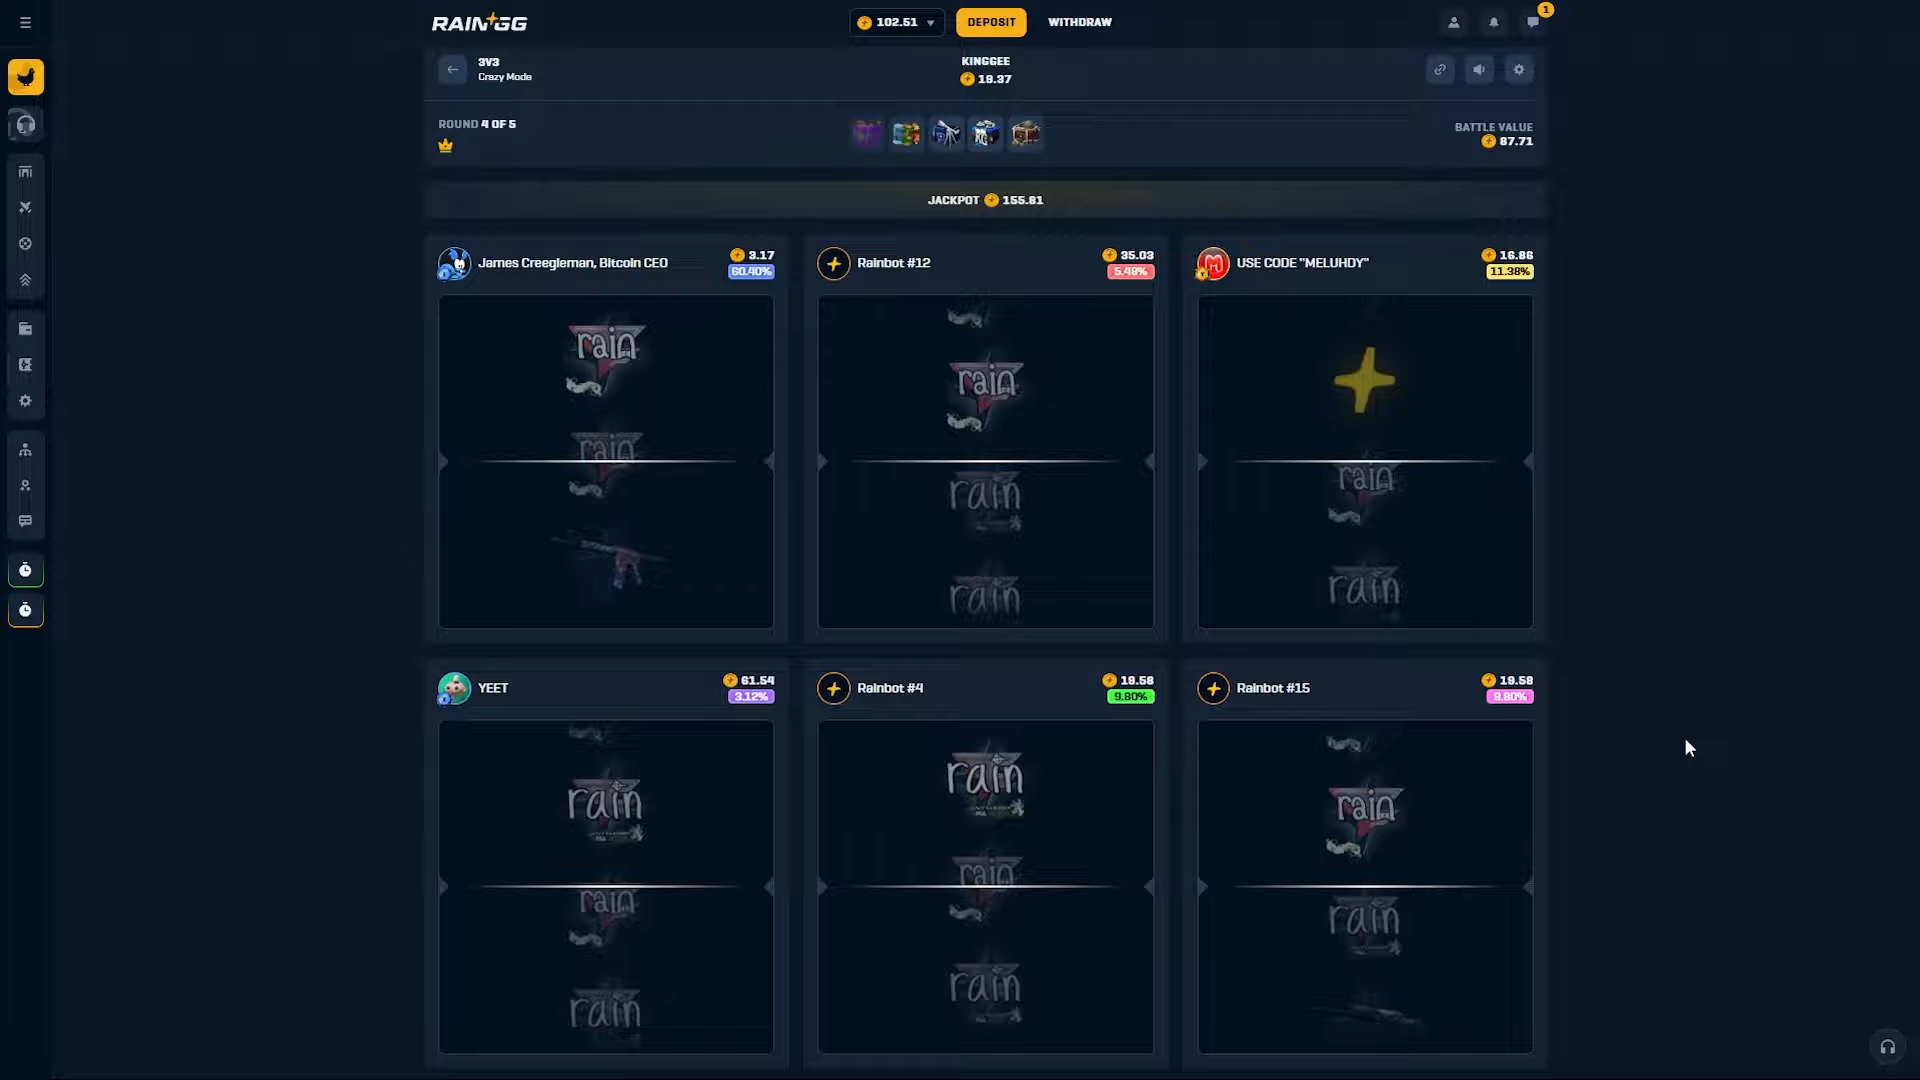 RAIN GG
102.51
DEPOSIT
WITHDRAW
1
3V3
Crazy Mode
KINGGEE
19.37
ROUND 4 OF 5
BATTLE VALUE
87.71
JACKPOT 155.81
James Creegleman, Bitcoin CEO
3.17
60.40%
Rainbot #12
35.03
5.48%
USE CODE "MELUHDY"
16.86
11.38%
rain
rain
rain
rain
rain
rain
rain
YEET
61.54
3.12%
Rainbot #4
19.58
9.80%
Rainbot #15
19.58
9.80%
rain
rain
rain
rain
rain
rain
rain
rain